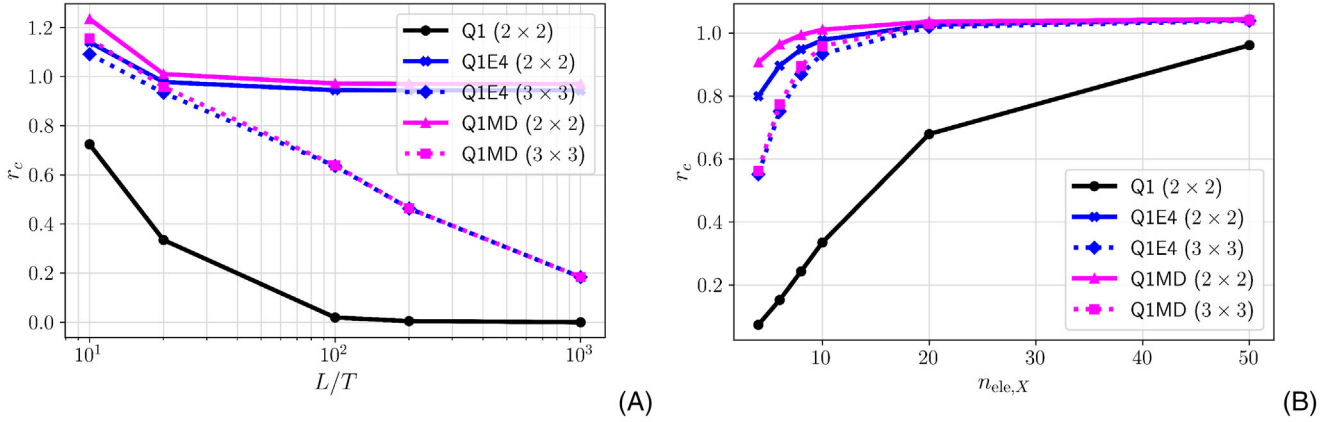 1.2
1.0
0.8
0.6
0.4
0.2
0.0
r_c
10^1
10^2
10^3
L/T
Q1 (2 × 2)
Q1E4 (2 × 2)
Q1E4 (3 × 3)
Q1MD (2 × 2)
Q1MD (3 × 3)
(A)
1.0
0.8
0.6
0.4
0.2
r_c
10
20
30
40
50
n_{ele,X}
Q1 (2 × 2)
Q1E4 (2 × 2)
Q1E4 (3 × 3)
Q1MD (2 × 2)
Q1MD (3 × 3)
(B)